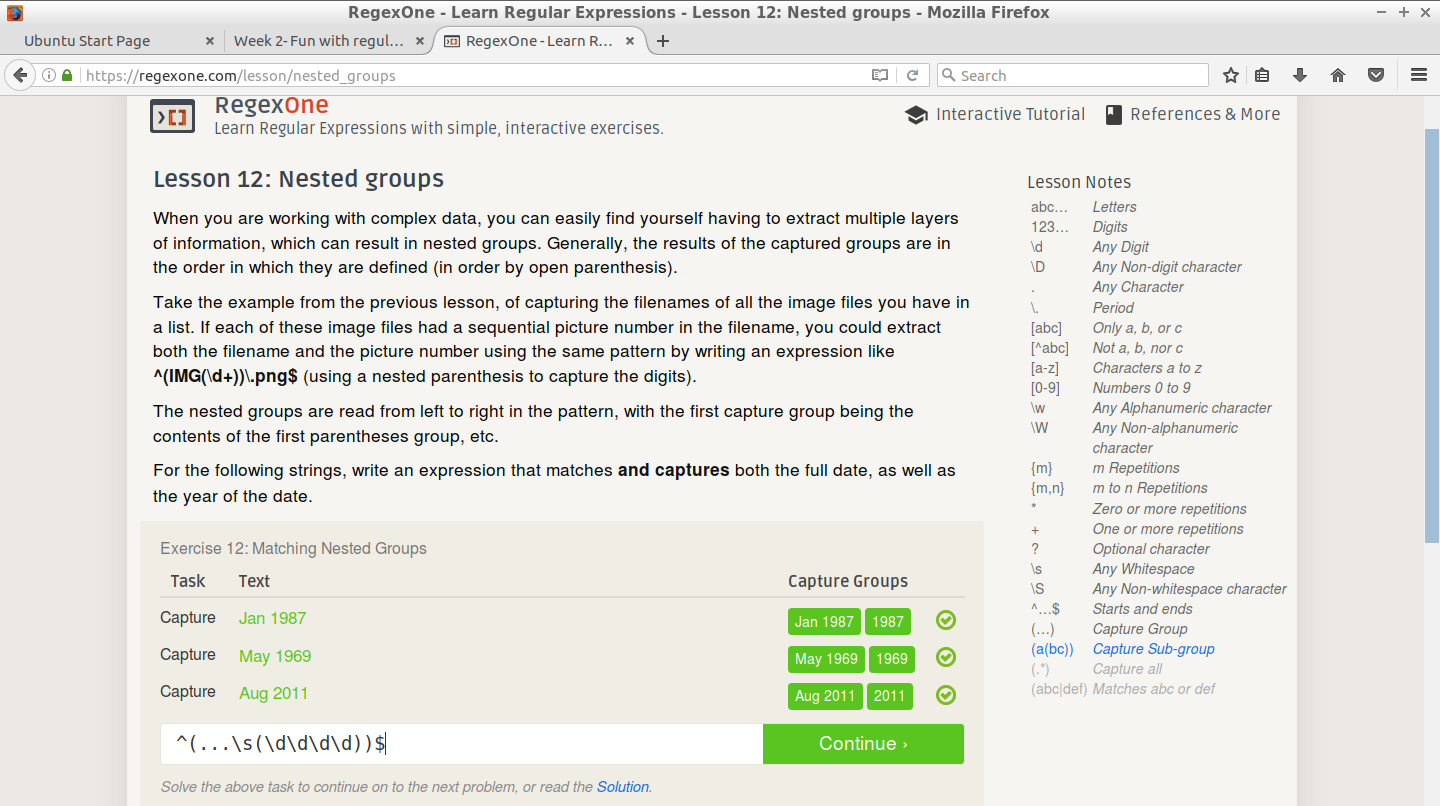 RegexOne - Learn Regular Expressions - Lesson 12: Nested groups - Mozilla Firefox
Ubuntu Start Page
Week 2- Fun with regul...
RegexOne - Learn R...
https://regexone.com/lesson/nested_groups
Search
RegexOne
Learn Regular Expressions with simple, interactive exercises.
Interactive Tutorial
References & More
Lesson 12: Nested groups
When you are working with complex data, you can easily find yourself having to extract multiple layers
of information, which can result in nested groups. Generally, the results of the captured groups are in
the order in which they are defined (in order by open parenthesis).
Take the example from the previous lesson, of capturing the filenames of all the image files you have in
a list. If each of these image files had a sequential picture number in the filename, you could extract
both the filename and the picture number using the same pattern by writing an expression like
^(IMG(\d+))\.png$ (using a nested parenthesis to capture the digits).
The nested groups are read from left to right in the pattern, with the first capture group being the
contents of the first parentheses group, etc.
For the following strings, write an expression that matches and captures both the full date, as well as
the year of the date.
Exercise 12: Matching Nested Groups
Task Text Capture Groups
Capture Jan 1987 Jan 1987 1987
Capture May 1969 May 1969 1969
Capture Aug 2011 Aug 2011 2011
^(...\s(\d\d\d\d))$
Continue ›
Solve the above task to continue on to the next problem, or read the Solution.
Lesson Notes
abc… Letters
123… Digits
\d Any Digit
\D Any Non-digit character
. Any Character
\. Period
[abc] Only a, b, or c
[^abc] Not a, b, nor c
[a-z] Characters a to z
[0-9] Numbers 0 to 9
\w Any Alphanumeric character
\W Any Non-alphanumeric
character
{m} m Repetitions
{m,n} m to n Repetitions
* Zero or more repetitions
+ One or more repetitions
? Optional character
\s Any Whitespace
\S Any Non-whitespace character
^…$ Starts and ends
(…) Capture Group
(a(bc)) Capture Sub-group
(.*) Capture all
(abc|def) Matches abc or def